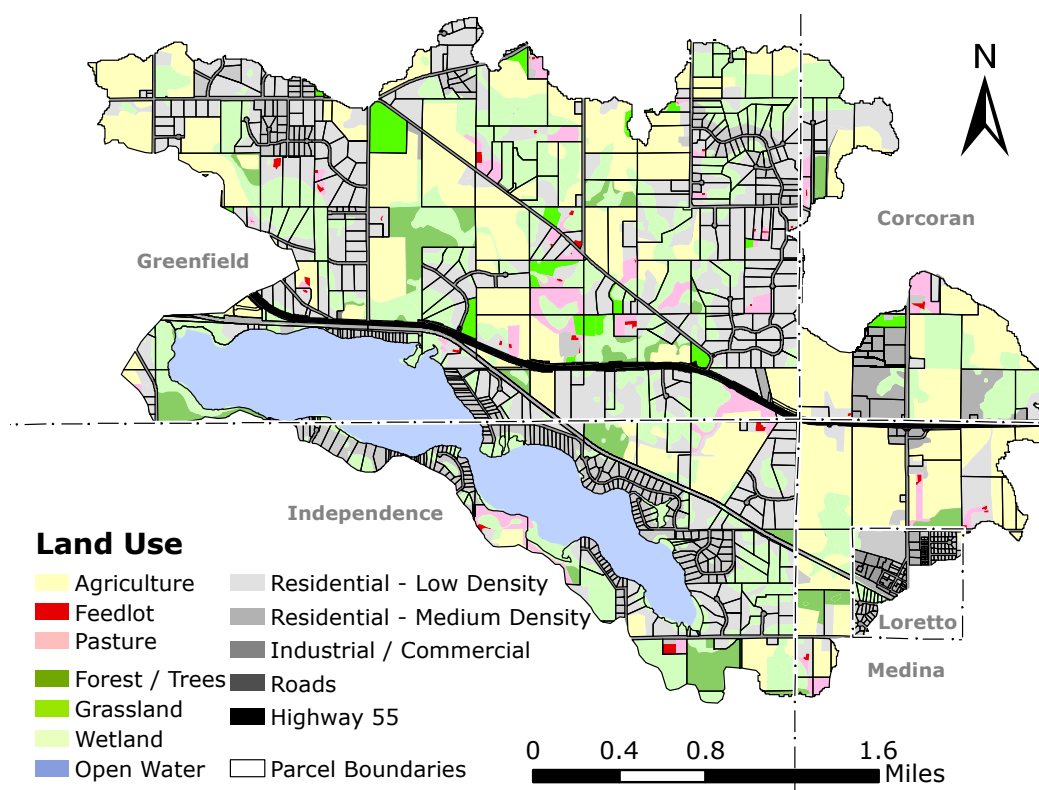 N
Corcoran
Greenfield
Independence
Loretto
Medina
Land Use
Agriculture
Feedlot
Pasture
Forest / Trees
Grassland
Wetland
Open Water
Residential - Low Density
Residential - Medium Density
Industrial / Commercial
Roads
Highway 55
Parcel Boundaries
0 0.4 0.8 1.6
Miles